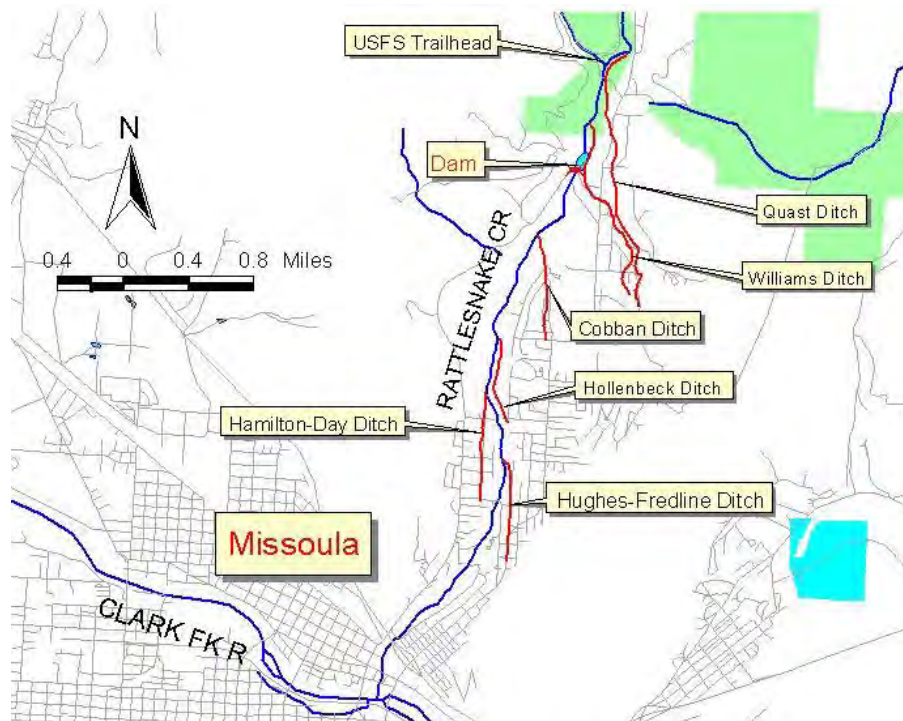 USFS Trailhead
N
Dam
Quast Ditch
0.4 0 0.4 0.8 Miles
Williams Ditch
RATTLESNAKE CR
Cobban Ditch
Hollenbeck Ditch
Hamilton-Day Ditch
Hughes-Fredline Ditch
Missoula
CLARK FK R